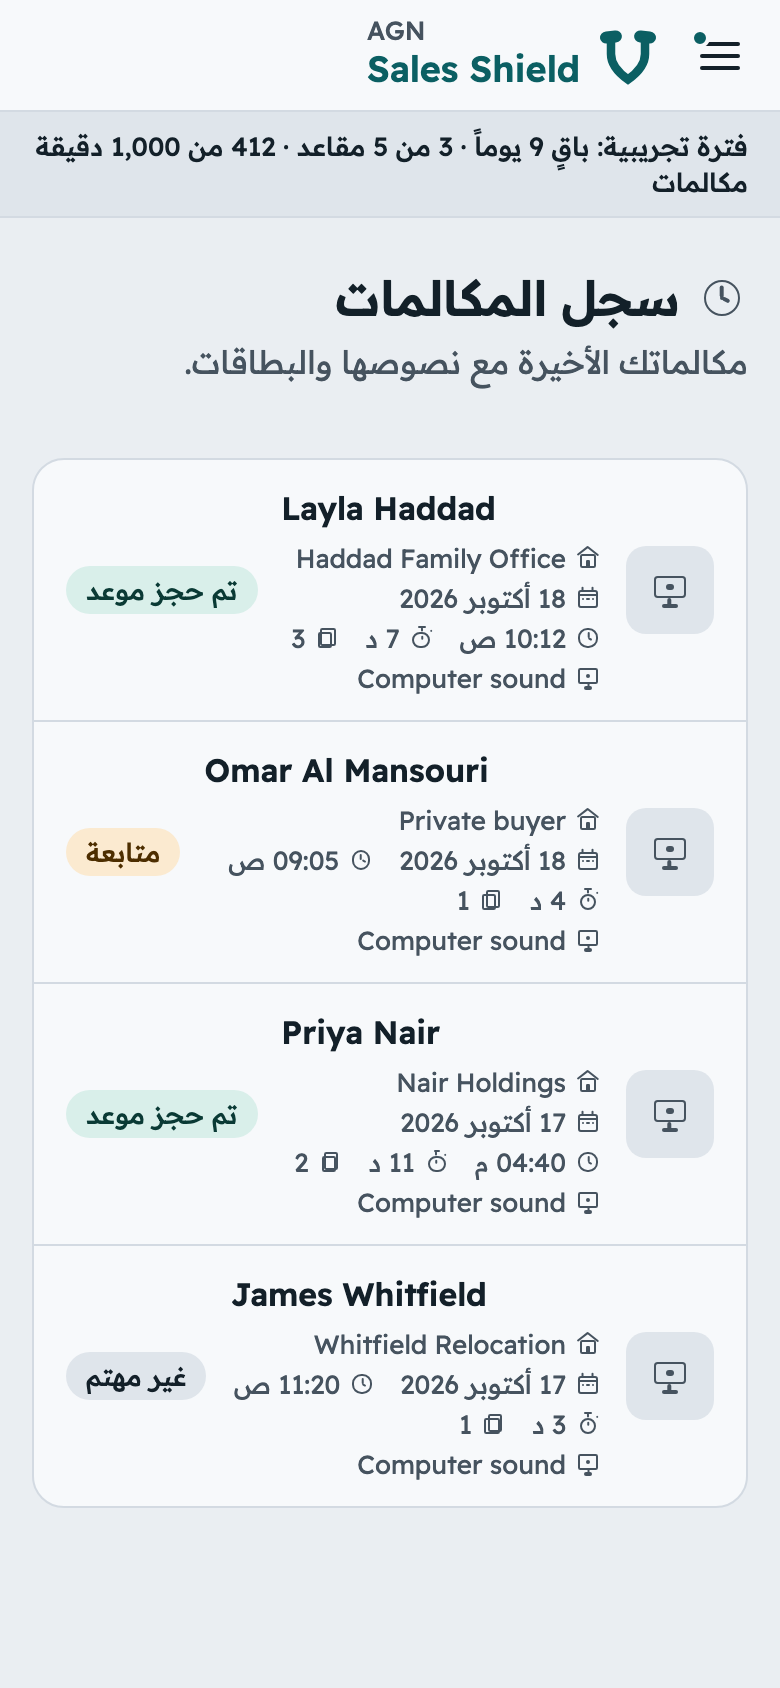 AGN
Sales Shield
فترة تجريبية: باقٍ 9 يوماً · 3 من 5 مقاعد · 412 من 1,000 دقيقة
مكالمات
سجل المكالمات
مكالماتك الأخيرة مع نصوصها والبطاقات.
Layla Haddad
Haddad Family Office
18 أكتوبر 2026
10:12 ص 7 د 3
Computer sound
تم حجز موعد
Omar Al Mansouri
Private buyer
18 أكتوبر 2026 09:05 ص
4 د 1
Computer sound
متابعة
Priya Nair
Nair Holdings
17 أكتوبر 2026
04:40 م 11 د 2
Computer sound
تم حجز موعد
James Whitfield
Whitfield Relocation
17 أكتوبر 2026 11:20 ص
3 د 1
Computer sound
غير مهتم